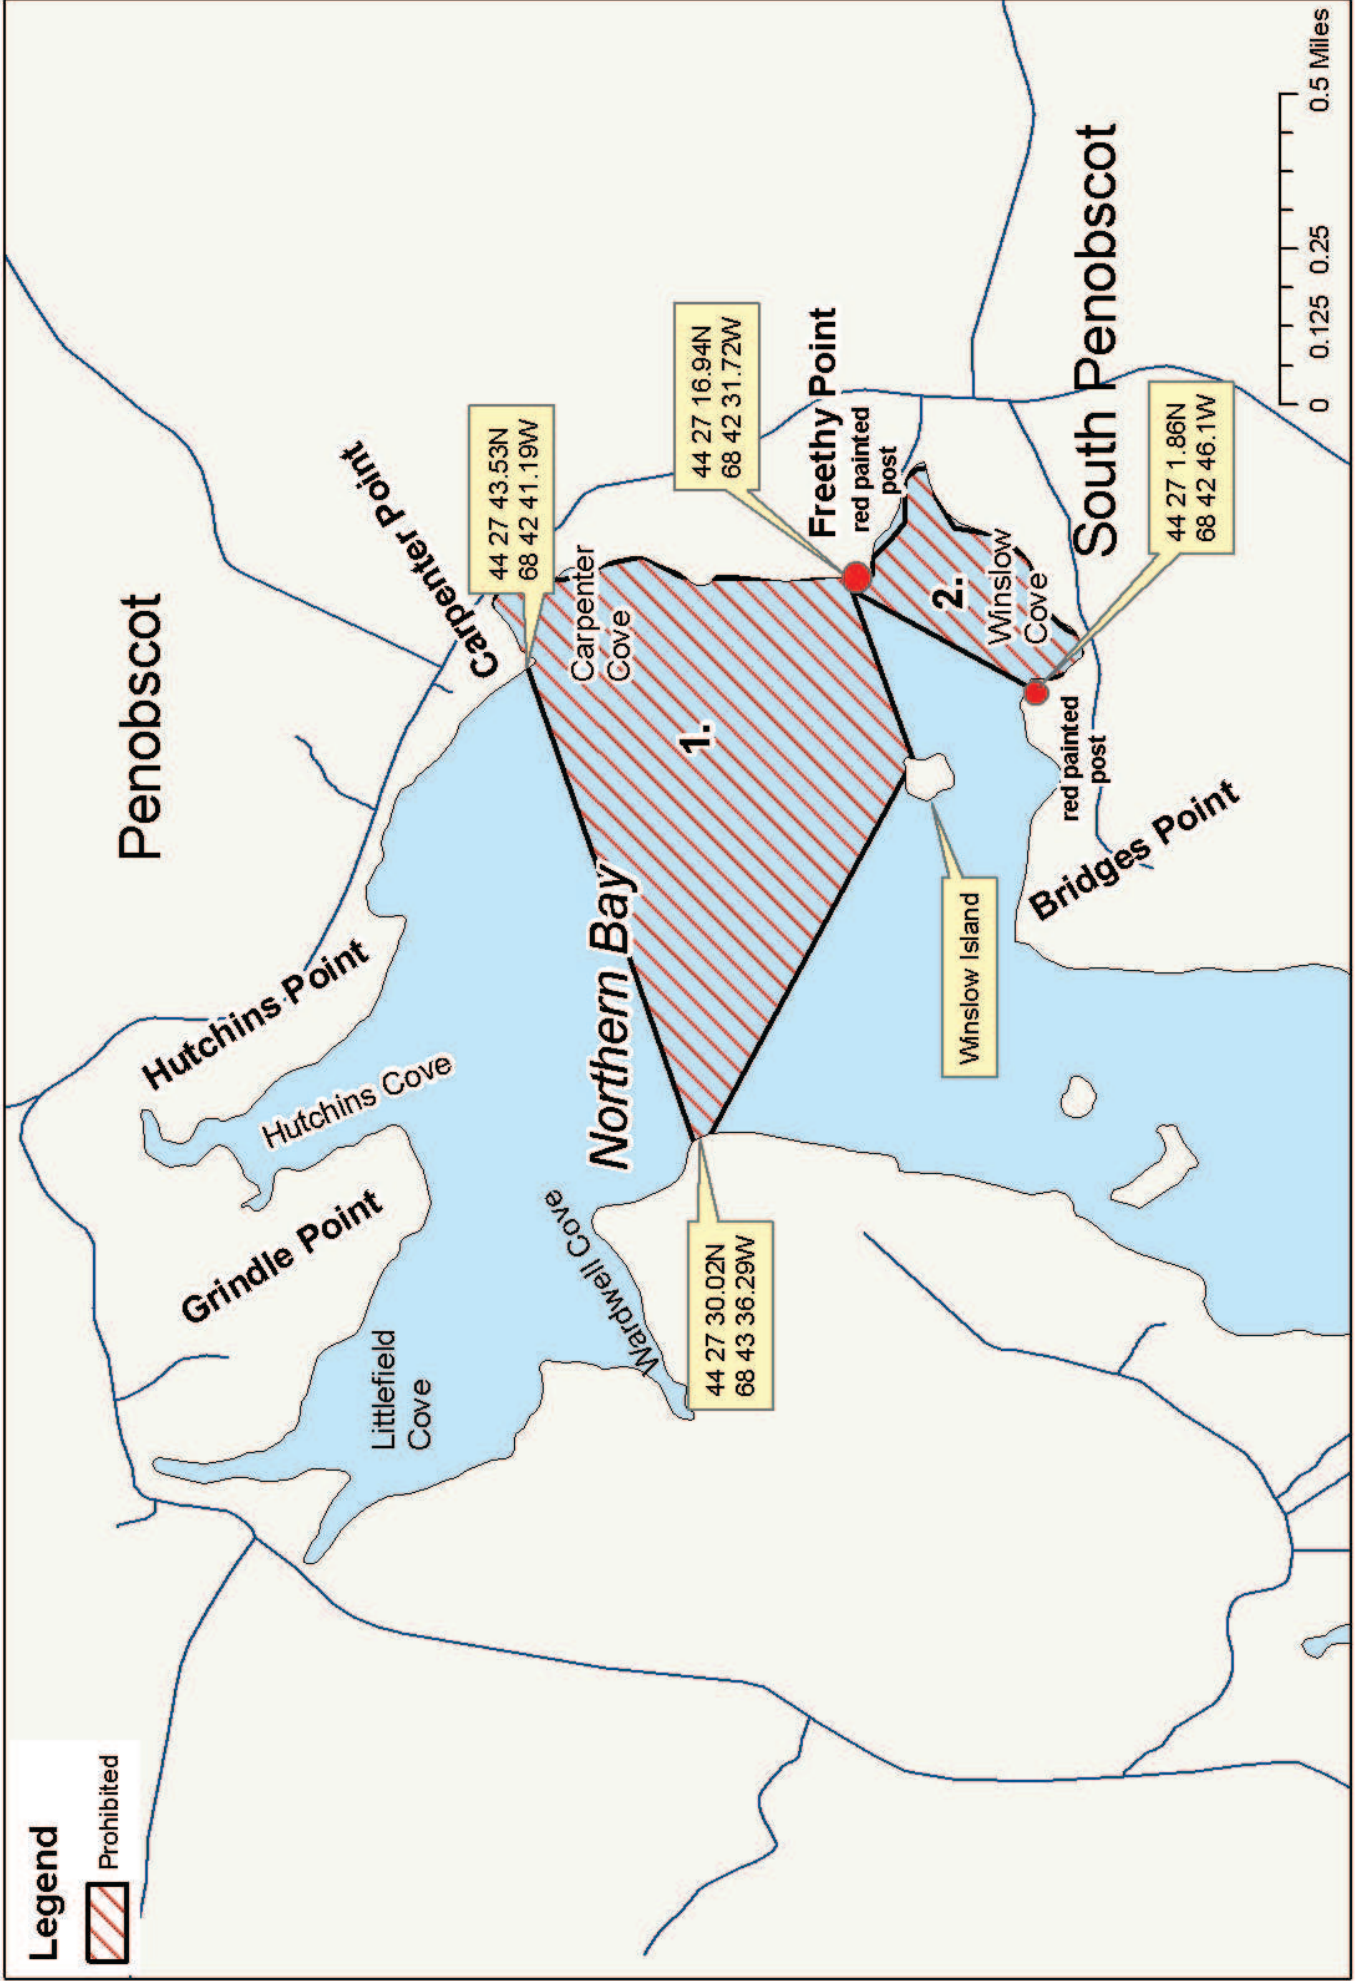 Legend
Prohibited
Penobscot
Carpenter Point
44 27 43.53N
68 42 41.19W
Carpenter
Cove
Hutchins Point
Hutchins Cove
Grindle Point
Littlefield
Cove
Northern Bay
Wardwell Cove
1.
44 27 30.02N
68 43 36.29W
44 27 16.94N
68 42 31.72W
Freethy Point
red painted
post
2.
Winslow
Cove
Winslow Island
red painted
post
Bridges Point
South Penobscot
44 27 1.86N
68 42 46.1W
0 0.125 0.25 0.5 Miles